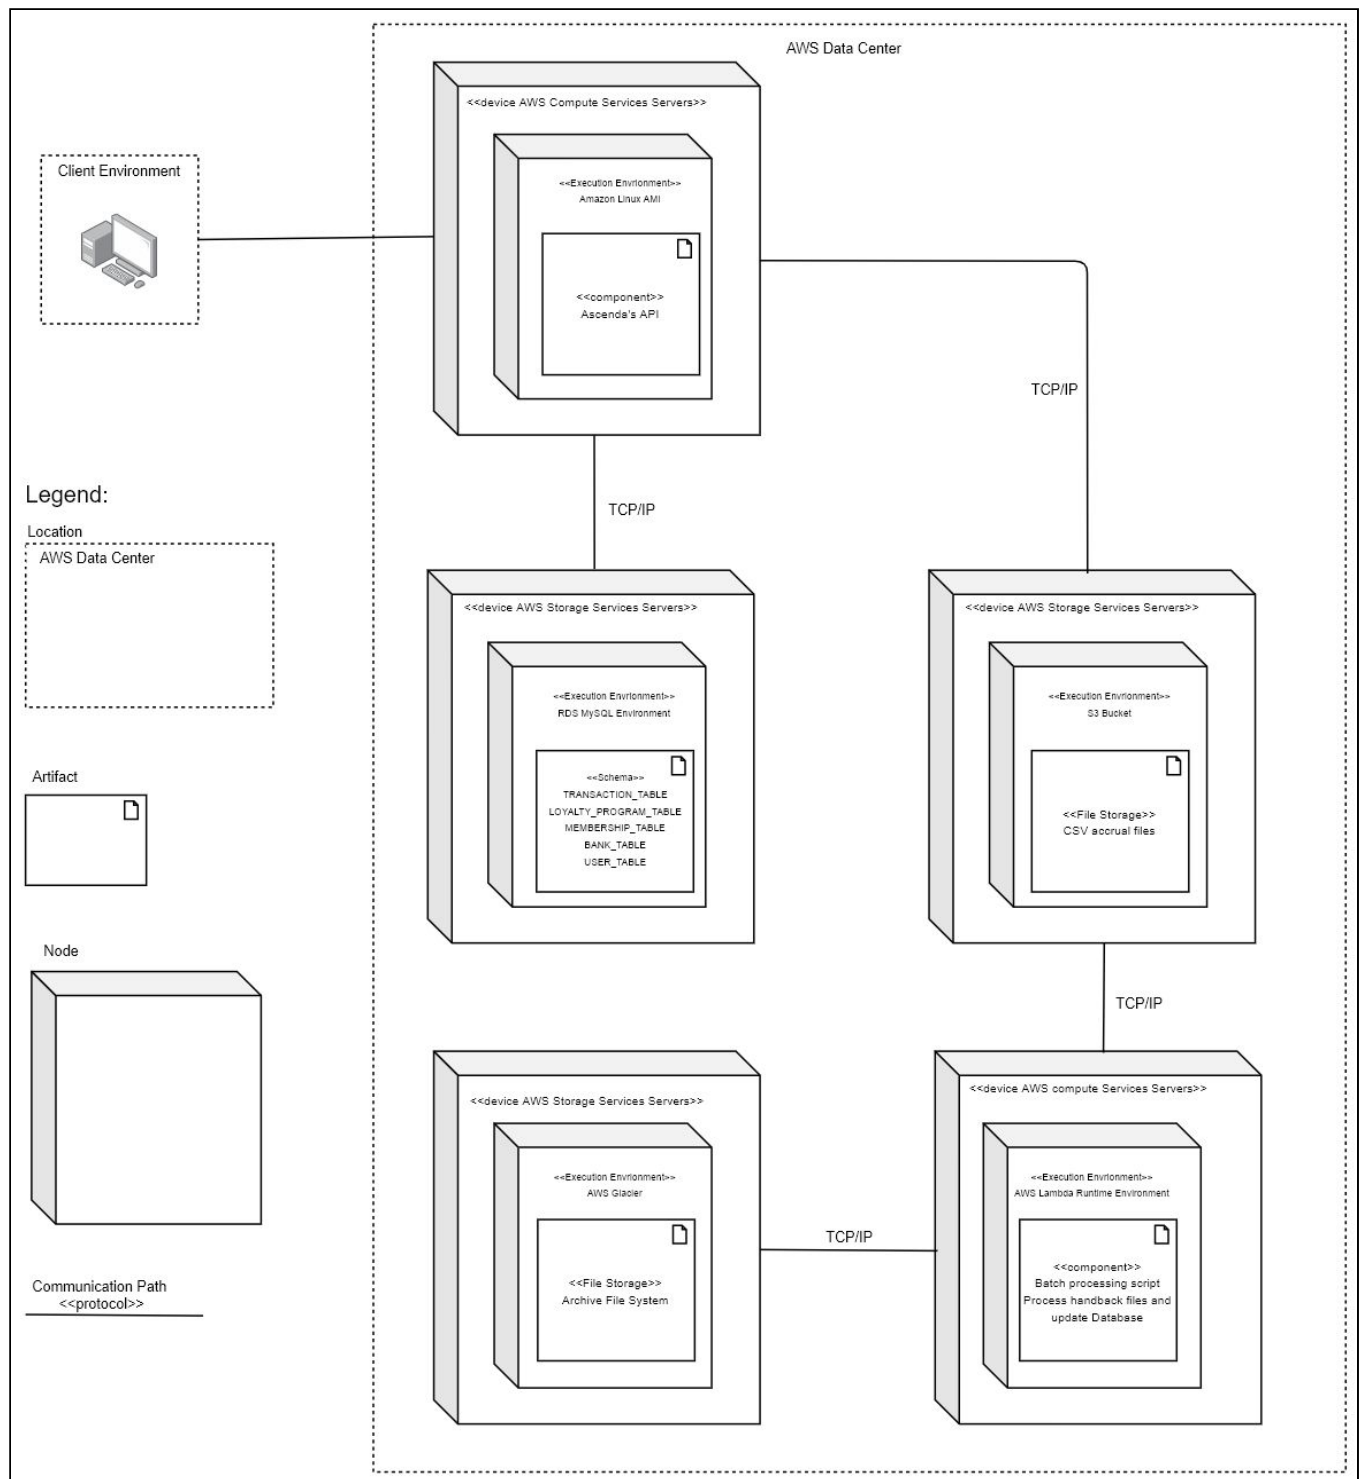 AWS Data Center
<<device AWS Compute Services Servers>>
<<Execution Envrionment>>
Amazon Linux AMI
<<component>>
Ascenda's API
Client Environment
TCP/IP
TCP/IP
Legend:
Location
AWS Data Center
Artifact
Node
Communication Path
<<protocol>>
<<device AWS Storage Services Servers>>
<<Execution Envrionment>>
RDS MySQL Environment
<<Schema>>
TRANSACTION_TABLE
LOYALTY_PROGRAM_TABLE
MEMBERSHIP_TABLE
BANK_TABLE
USER_TABLE
<<device AWS Storage Services Servers>>
<<Execution Envrionment>>
S3 Bucket
<<File Storage>>
CSV accrual files
TCP/IP
<<device AWS Storage Services Servers>>
<<Execution Envrionment>>
AWS Glacier
<<File Storage>>
Archive File System
TCP/IP
<<device AWS compute Services Servers>>
<<Execution Envrionment>>
AWS Lambda Runtime Environment
<<component>>
Batch processing script
Process handback files and
update Database